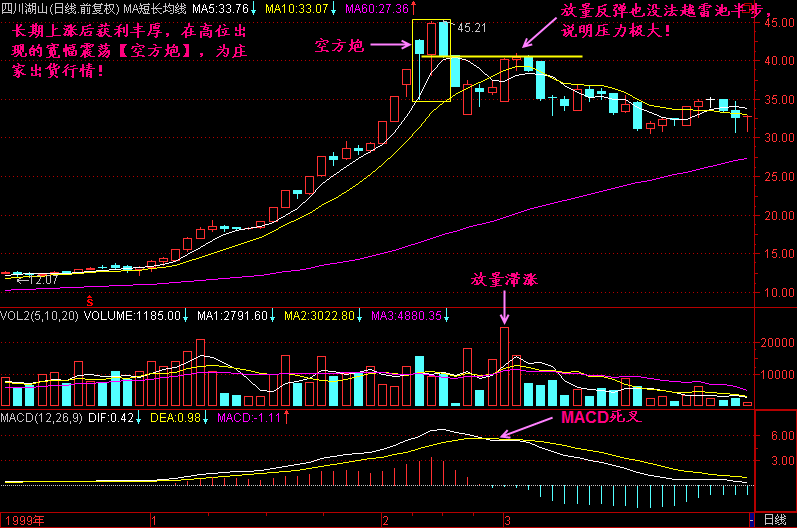 四川湖山(日线.前复权) MA短长均线 MA5:33.76↓ MA10:33.07↓ MA60:27.36↑
长期上涨后获利丰厚，在高位出
现的宽幅震荡【空方炮】，为庄
家出货行情！
空方炮
放量反弹也没法越雷池半步，
说明压力极大！
45.21
45.00
40.00
35.00
30.00
25.00
20.00
15.00
10.00
←12.07
S
放量滞涨
VOL2(5,10,20) VOLUME:1185.00↓ MA1:2791.60↓ MA2:3022.80↓ MA3:4880.35↓
20000
10000
MACD(12,26,9) DIF:0.42↓ DEA:0.98↓ MACD:-1.11↑
MACD死叉
6.00
3.00
1999年 1 2 3 日线